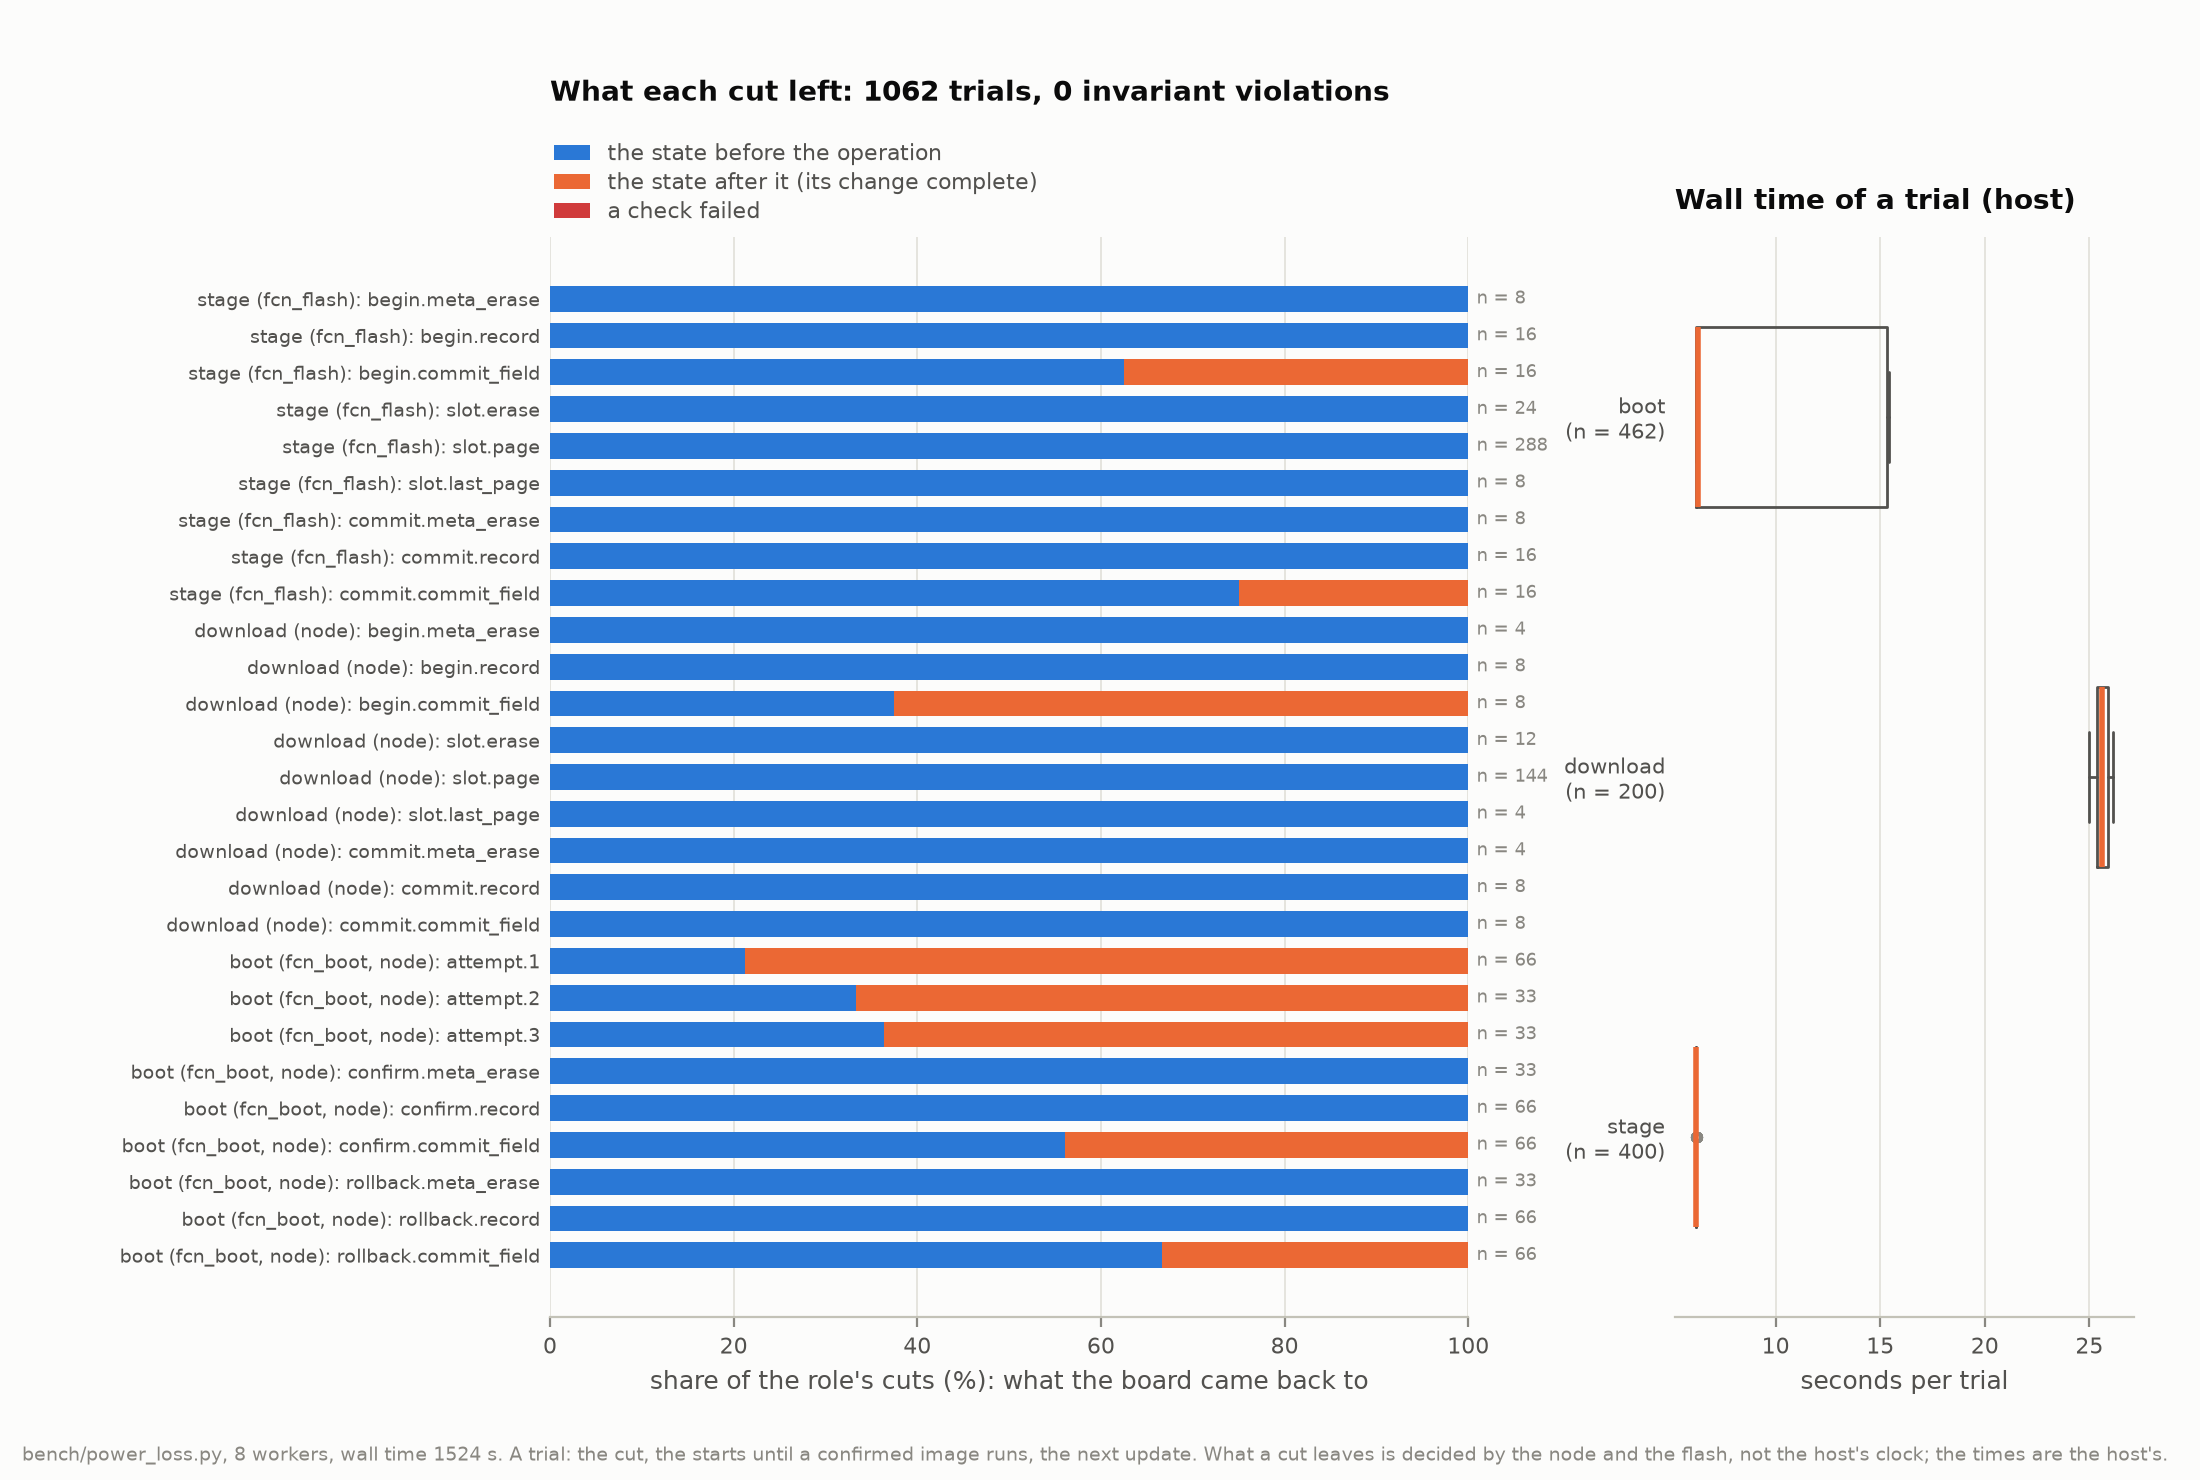 What each cut left: 1062 trials, 0 invariant violations
the state before the operation
the state after it (its change complete)
a check failed
stage (fcn_flash): begin.meta_erase n = 8
stage (fcn_flash): begin.record n = 16
stage (fcn_flash): begin.commit_field n = 16
stage (fcn_flash): slot.erase n = 24
stage (fcn_flash): slot.page n = 288
stage (fcn_flash): slot.last_page n = 8
stage (fcn_flash): commit.meta_erase n = 8
stage (fcn_flash): commit.record n = 16
stage (fcn_flash): commit.commit_field n = 16
download (node): begin.meta_erase n = 4
download (node): begin.record n = 8
download (node): begin.commit_field n = 8
download (node): slot.erase n = 12
download (node): slot.page n = 144
download (node): slot.last_page n = 4
download (node): commit.meta_erase n = 4
download (node): commit.record n = 8
download (node): commit.commit_field n = 8
boot (fcn_boot, node): attempt.1 n = 66
boot (fcn_boot, node): attempt.2 n = 33
boot (fcn_boot, node): attempt.3 n = 33
boot (fcn_boot, node): confirm.meta_erase n = 33
boot (fcn_boot, node): confirm.record n = 66
boot (fcn_boot, node): confirm.commit_field n = 66
boot (fcn_boot, node): rollback.meta_erase n = 33
boot (fcn_boot, node): rollback.record n = 66
boot (fcn_boot, node): rollback.commit_field n = 66
0 20 40 60 80 100
share of the role's cuts (%): what the board came back to
Wall time of a trial (host)
boot
(n = 462)
download
(n = 200)
stage
(n = 400)
10 15 20 25
seconds per trial
bench/power_loss.py, 8 workers, wall time 1524 s. A trial: the cut, the starts until a confirmed image runs, the next update. What a cut leaves is decided by the node and the flash, not the host's clock; the times are the host's.